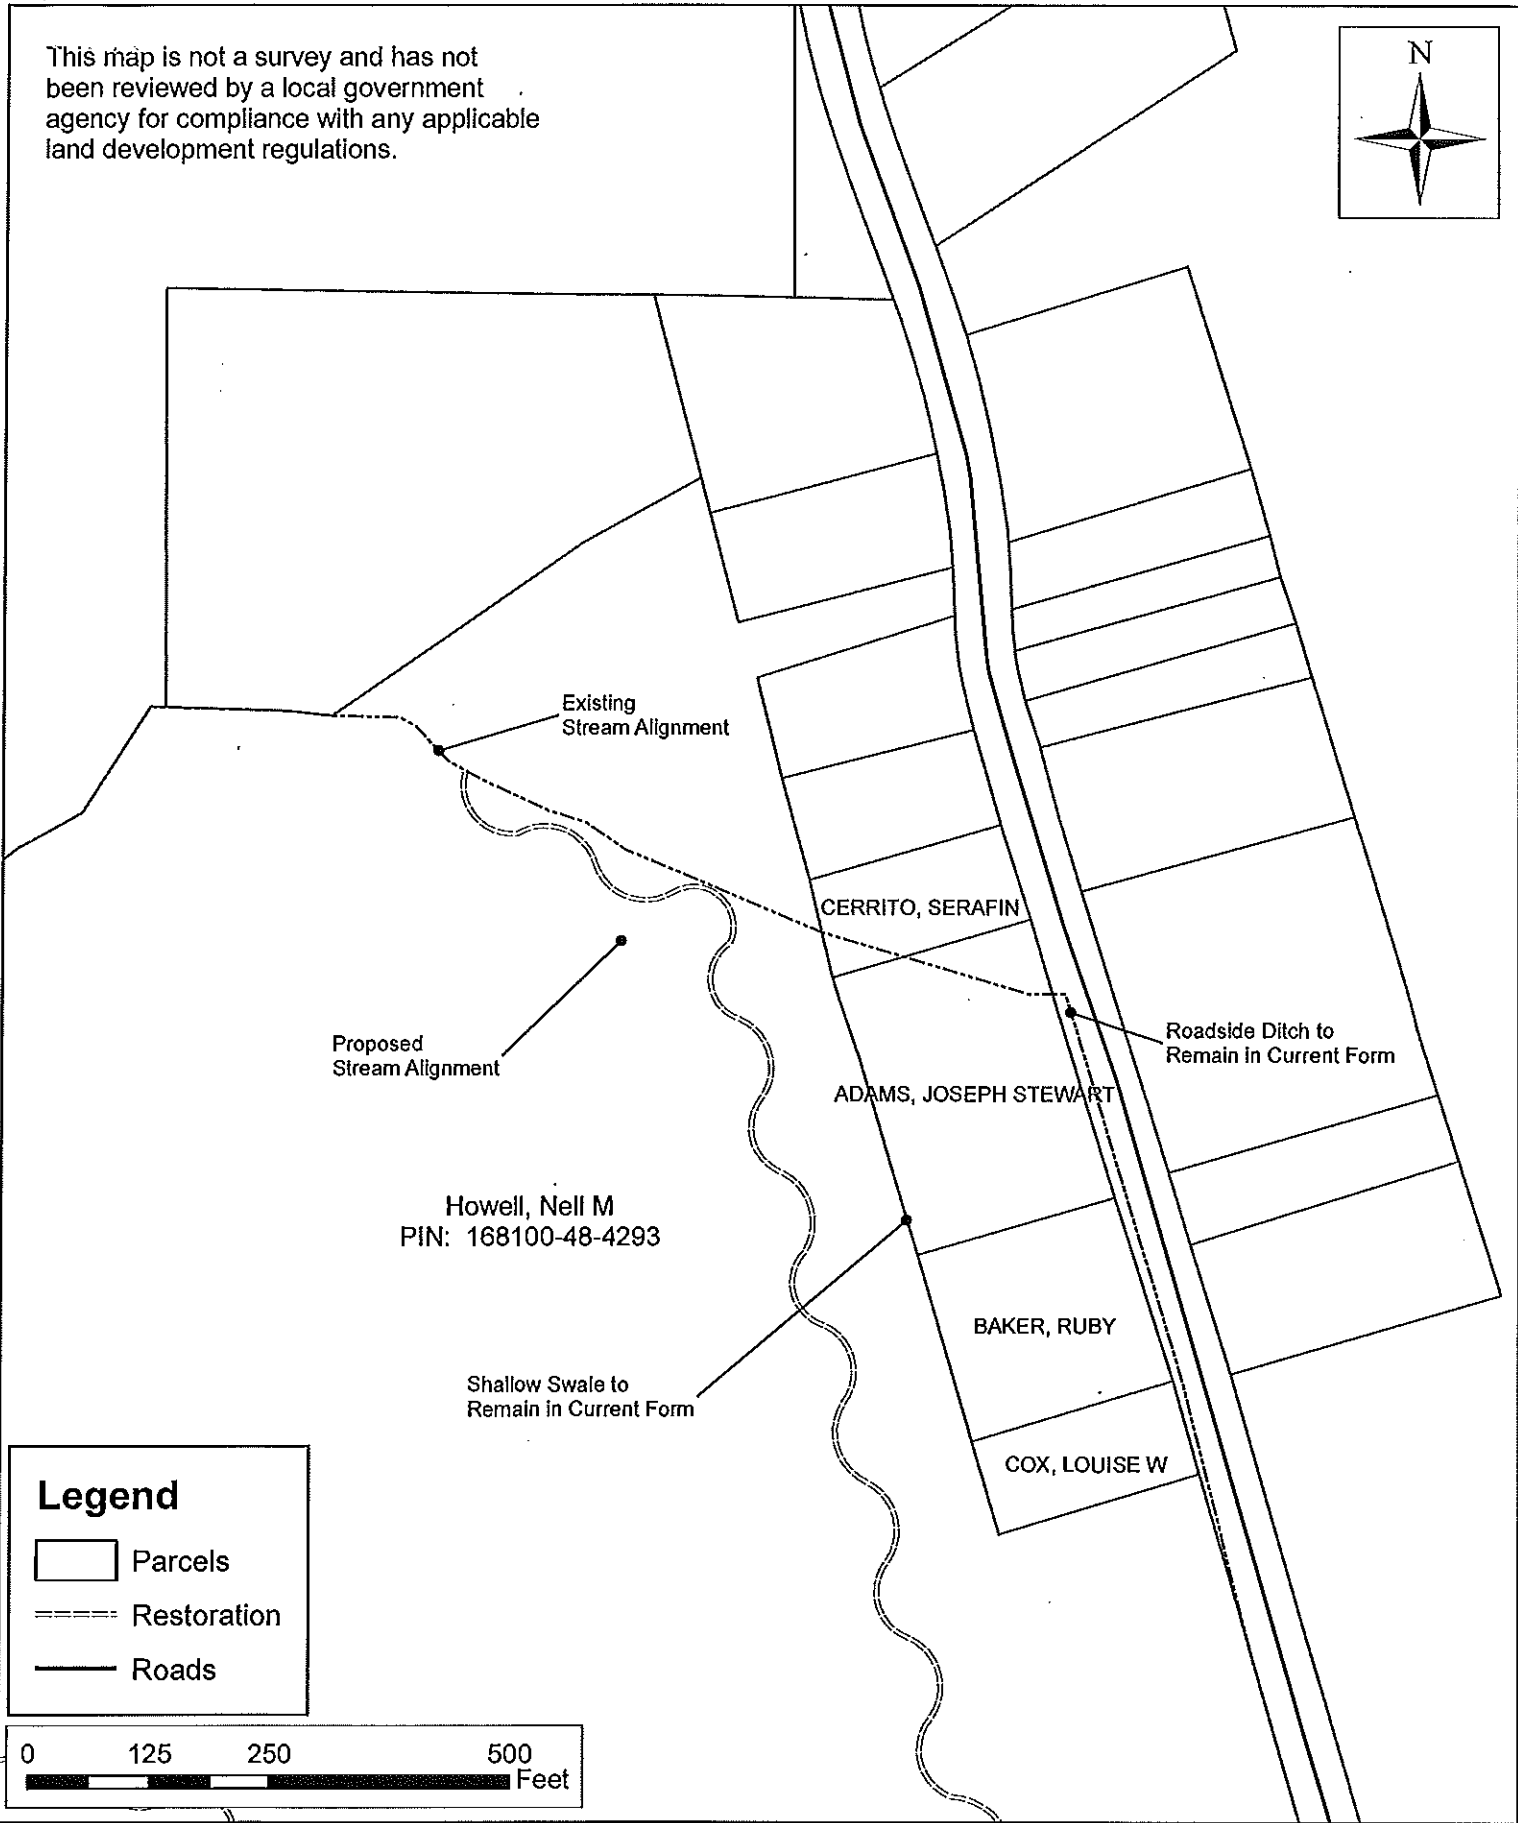 This map is not a survey and has not
been reviewed by a local government
agency for compliance with any applicable
land development regulations.
N
Existing
Stream Alignment
CERRITO, SERAFIN
Proposed
Stream Alignment
Roadside Ditch to
Remain in Current Form
ADAMS, JOSEPH STEWART
Howell, Nell M
PIN: 168100-48-4293
BAKER, RUBY
Shallow Swale to
Remain in Current Form
COX, LOUISE W
Legend
Parcels
Restoration
Roads
0 125 250 500
Feet